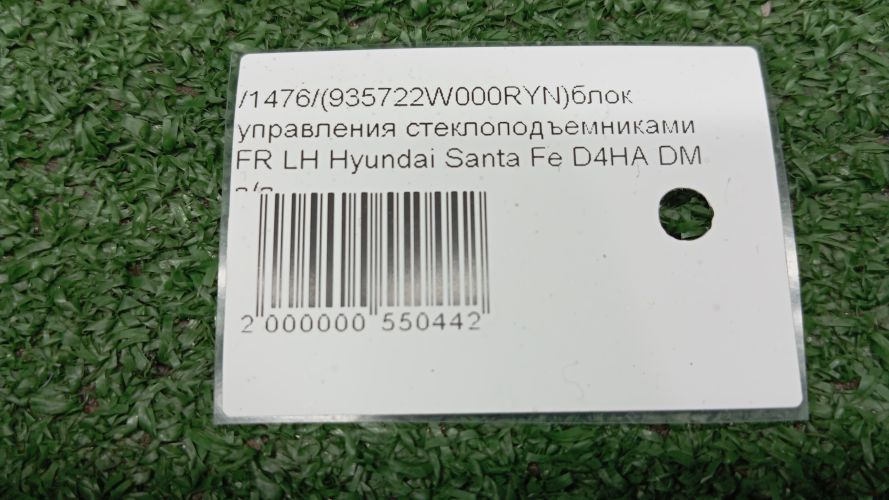 /1476/(935722W000RYN)блок
управления стеклоподъемниками
FR LH Hyundai Santa Fe D4HA DM
2 000000 550442